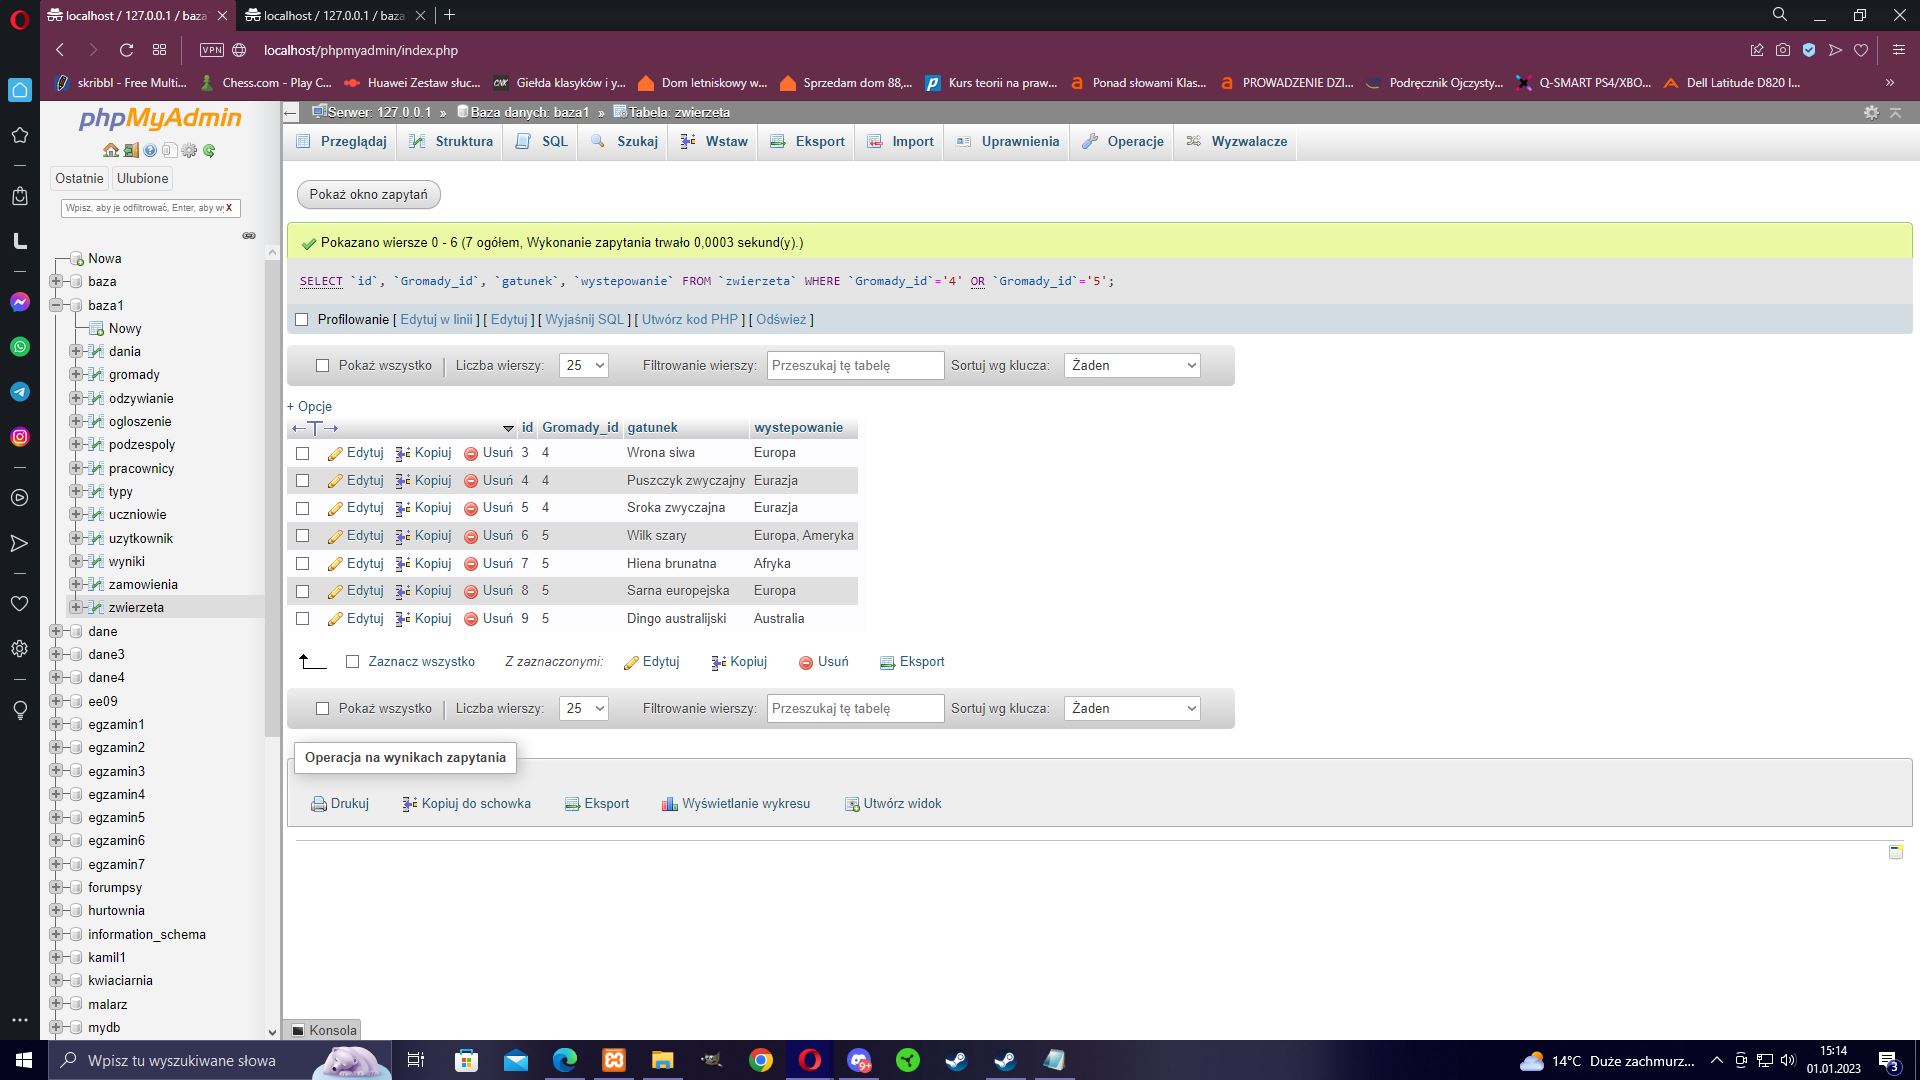 localhost / 127.0.0.1 / baza
localhost / 127.0.0.1 / baza
VPN
localhost/phpmyadmin/index.php
skribbl - Free Multi...
Chess.com - Play C...
Huawei Zestaw słuc...
Giełda klasyków i y...
Dom letniskowy w...
Sprzedam dom 88,...
Kurs teorii na praw...
Ponad słowami Klas...
PROWADZENIE DZI...
Podręcznik Ojczysty...
Q-SMART PS4/XBO...
Dell Latitude D820 I...
phpMyAdmin
Ostatnie
Ulubione
Wpisz, aby je odfiltrować, Enter, aby wy
X
Nowa
baza
baza1
Nowy
dania
gromady
odzywianie
ogloszenie
podzespoly
pracownicy
typy
uczniowie
uzytkownik
wyniki
zamowienia
zwierzeta
dane
dane3
dane4
ee09
egzamin1
egzamin2
egzamin3
egzamin4
egzamin5
egzamin6
egzamin7
forumpsy
hurtownia
information_schema
kamil1
kwiaciarnia
malarz
mydb
Serwer: 127.0.0.1 » Baza danych: baza1 » Tabela: zwierzeta
Przeglądaj
Struktura
SQL
Szukaj
Wstaw
Eksport
Import
Uprawnienia
Operacje
Wyzwalacze
Pokaż okno zapytań
Pokazano wiersze 0 - 6 (7 ogółem, Wykonanie zapytania trwało 0,0003 sekund(y).)
SELECT `id`, `Gromady_id`, `gatunek`, `wystepowanie` FROM `zwierzeta` WHERE `Gromady_id`='4' OR `Gromady_id`='5';
Profilowanie [ Edytuj w linii ] [ Edytuj ] [ Wyjaśnij SQL ] [ Utwórz kod PHP ] [ Odśwież ]
Pokaż wszystko | Liczba wierszy: 25 Filtrowanie wierszy: Przeszukaj tę tabelę Sortuj wg klucza: Żaden
+ Opcje
id Gromady_id gatunek wystepowanie
Edytuj Kopiuj Usuń 3 4 Wrona siwa Europa
Edytuj Kopiuj Usuń 4 4 Puszczyk zwyczajny Eurazja
Edytuj Kopiuj Usuń 5 4 Sroka zwyczajna Eurazja
Edytuj Kopiuj Usuń 6 5 Wilk szary Europa, Ameryka
Edytuj Kopiuj Usuń 7 5 Hiena brunatna Afryka
Edytuj Kopiuj Usuń 8 5 Sarna europejska Europa
Edytuj Kopiuj Usuń 9 5 Dingo australijski Australia
Zaznacz wszystko Z zaznaczonymi: Edytuj Kopiuj Usuń Eksport
Pokaż wszystko | Liczba wierszy: 25 Filtrowanie wierszy: Przeszukaj tę tabelę Sortuj wg klucza: Żaden
Operacja na wynikach zapytania
Drukuj Kopiuj do schowka Eksport Wyświetlanie wykresu Utwórz widok
Konsola
Wpisz tu wyszukiwane słowa
9+
14°C Duże zachmurz...
15:14
01.01.2023
3